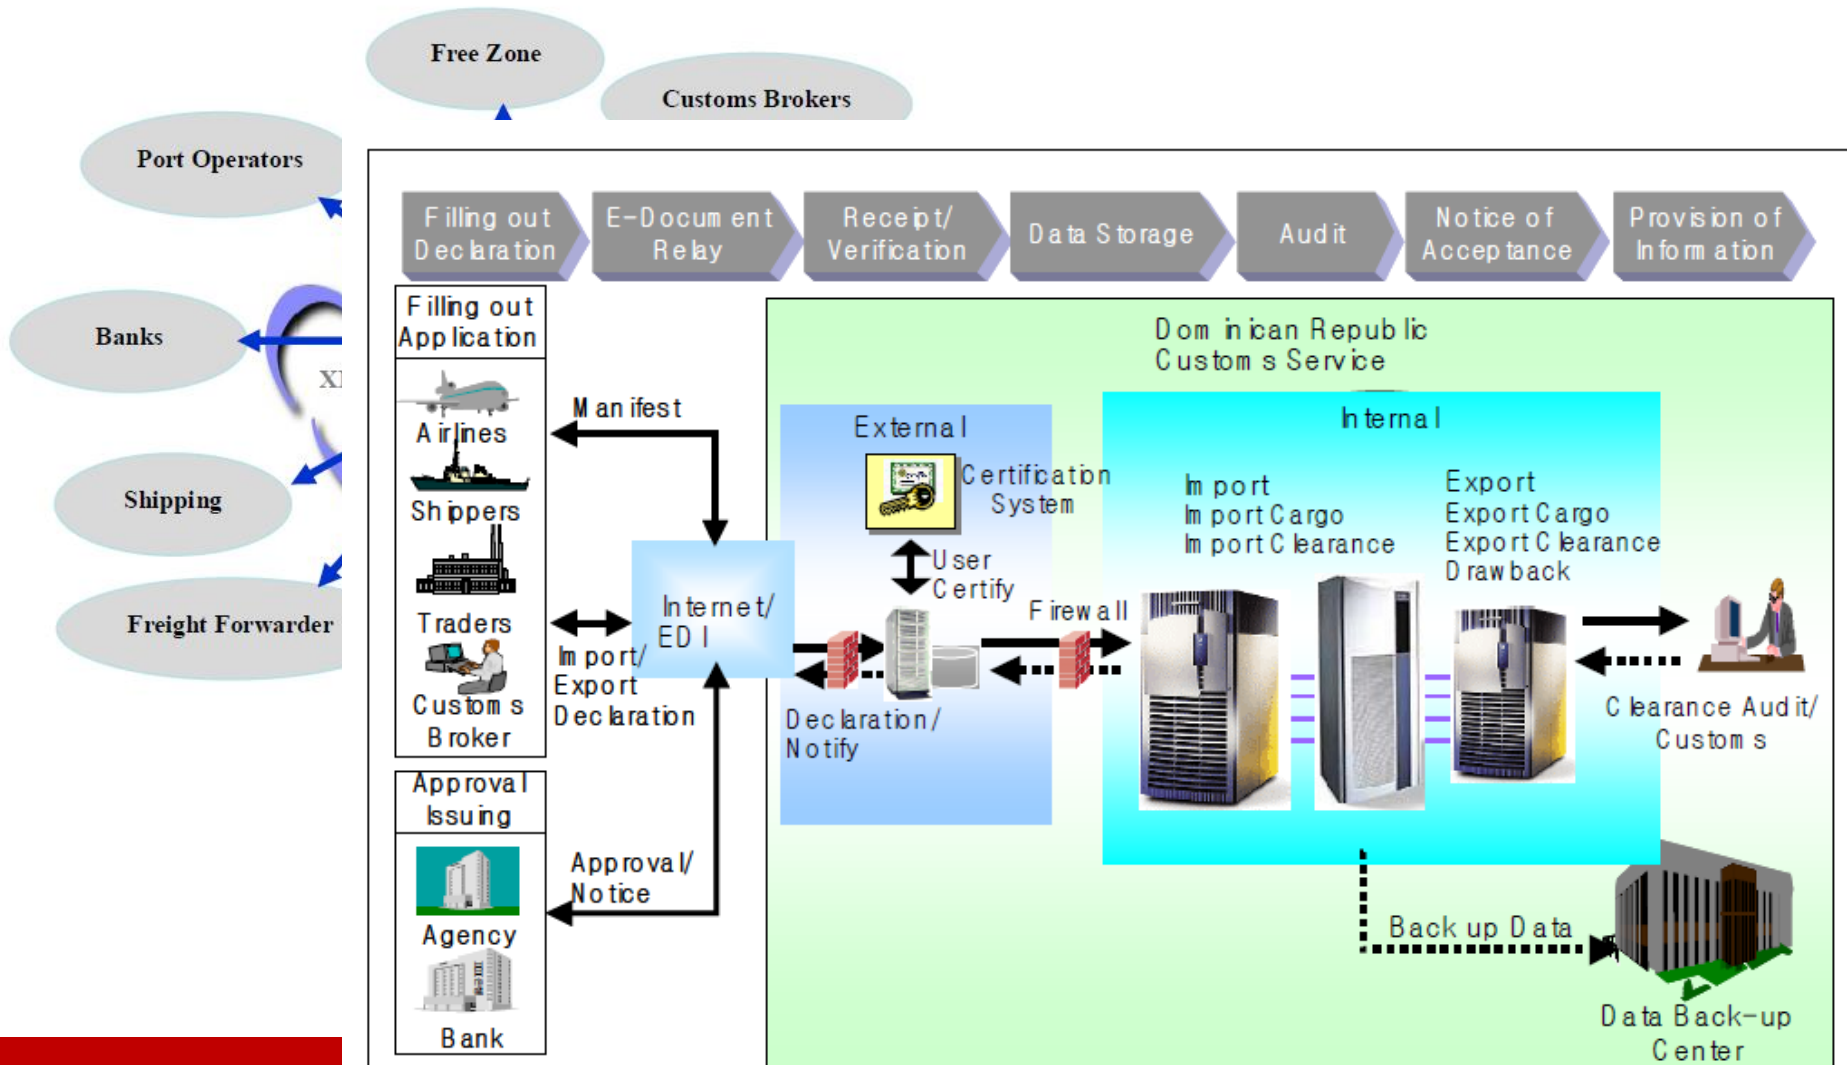 Free Zone
Customs Brokers
Port Operators
Banks
Shipping
Freight Forwarder
Filling out
Declaration
E-Document
Relay
Receipt/
Verification
Data Storage
Audit
Notice of
Acceptance
Provision of
Information
Filling out
Application
Airlines
Shippers
Traders
Customs
Broker
Approval
Issuing
Agency
Bank
Manifest
Internet/
EDI
Import/
Export
Declaration
Approval/
Notice
Dominican Republic
Customs Service
External
Certification
System
User
Certify
Declaration/
Notify
Firewall
Internal
Import
Import Cargo
Import Clearance
Export
Export Cargo
Export Clearance
Drawback
Clearance Audit/
Customs
Back up Data
Data Back-up
Center